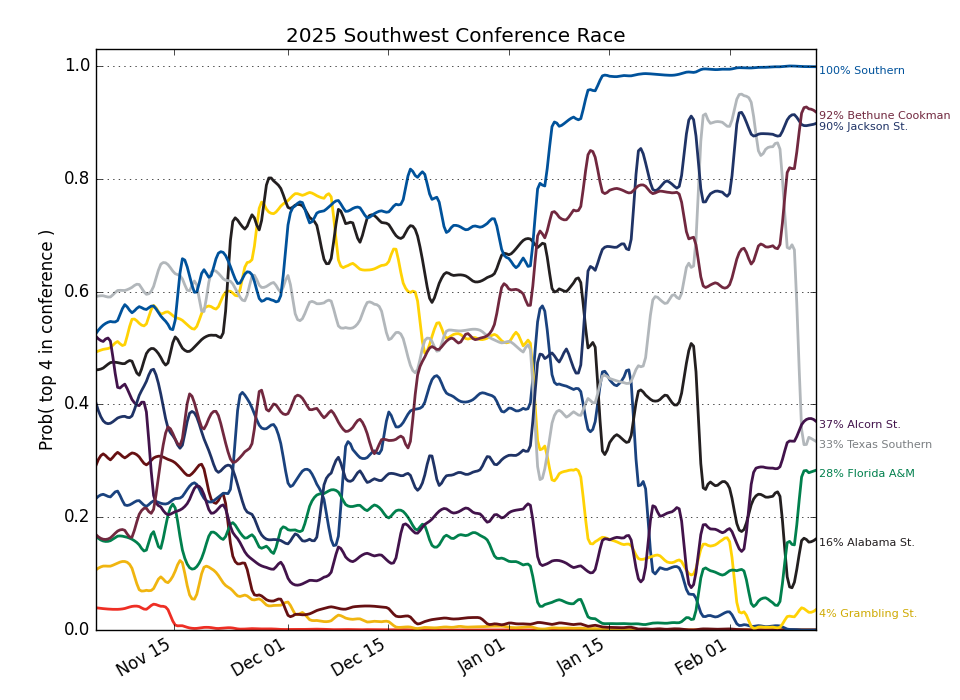 2025 Southwest Conference Race
Prob( top 4 in conference )
1.0
0.8
0.6
0.4
0.2
0.0
Nov 15
Dec 01
Dec 15
Jan 01
Jan 15
Feb 01
100% Southern
92% Bethune Cookman
90% Jackson St.
37% Alcorn St.
33% Texas Southern
28% Florida A&M
16% Alabama St.
4% Grambling St.